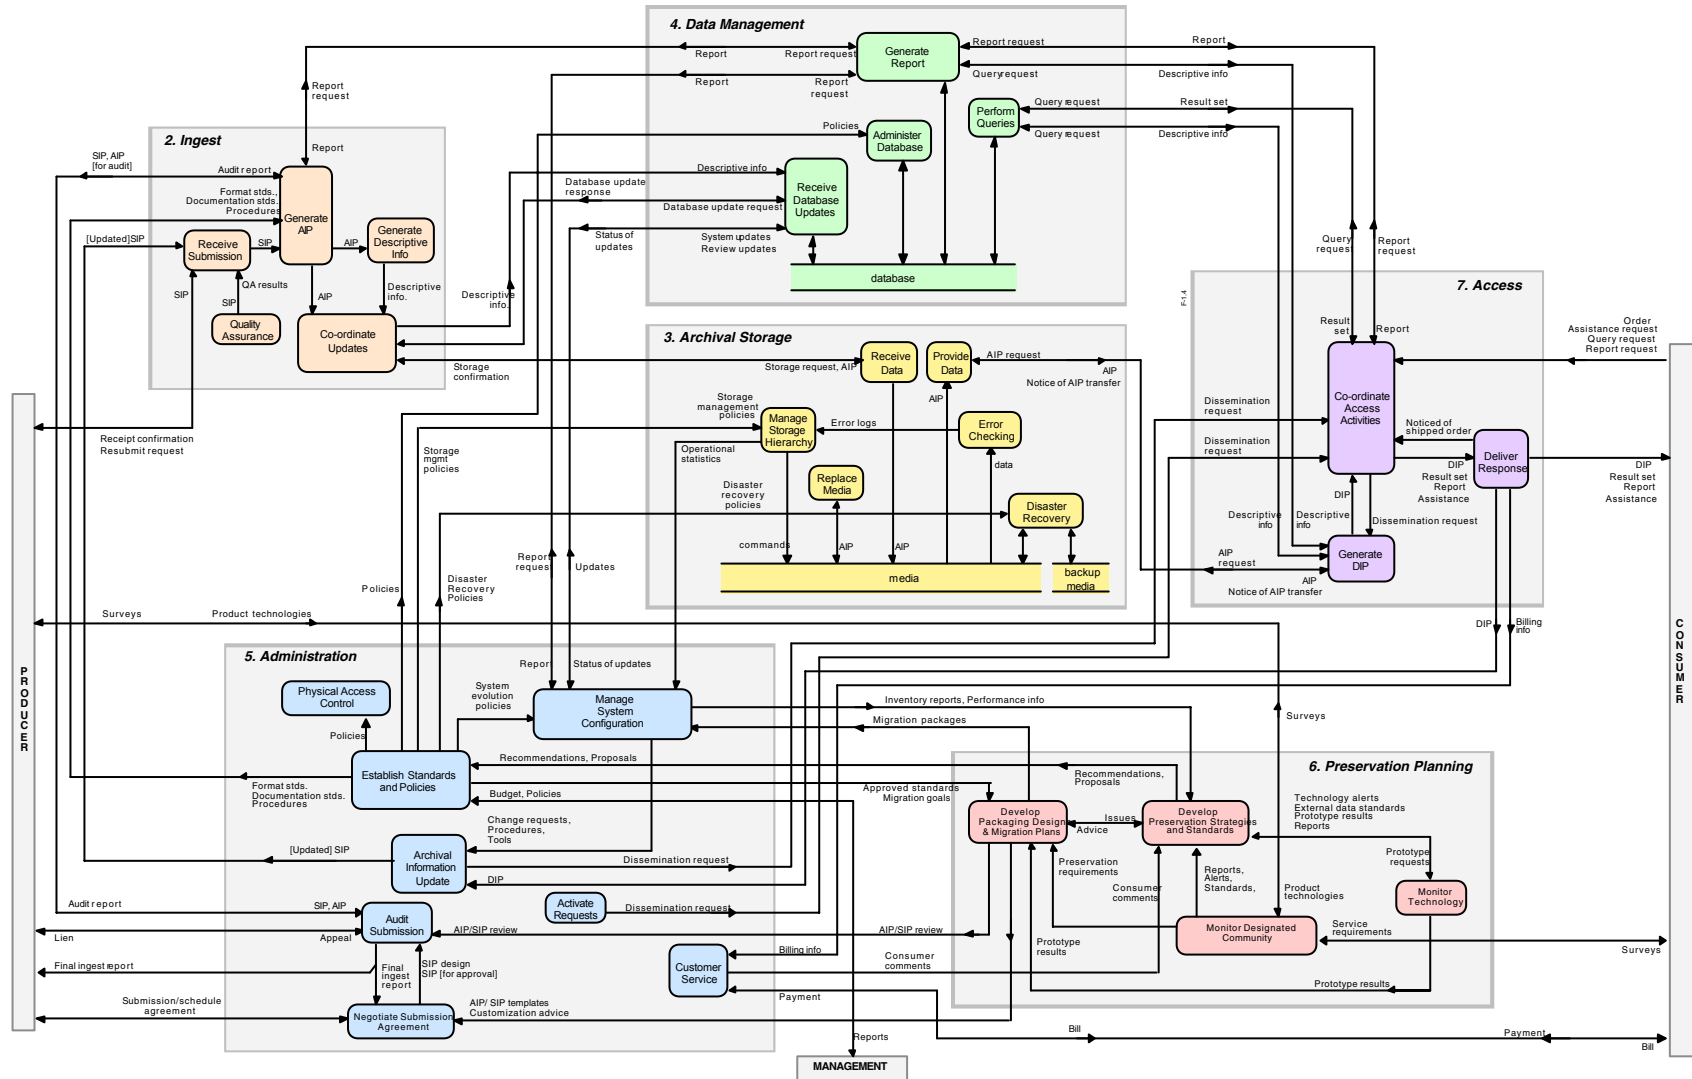 4. Data Management
Generate
Report
Report
Report request
Report request
Report
Report
Report
request
Query request
Descriptive info
Report
request
Perform
Queries
Query request
Result set
Query request
Descriptive info
Policies
Administer
Database
Descriptive info
Database update
response
Database update request
Receive
Database
Updates
Status of
updates
System updates
Review updates
database
2. Ingest
SIP, AIP
[for audit]
Report
Audit report
Format stds.,
Documentation stds.
Procedures
Generate
AIP
[Updated]SIP
Receive
Submission
SIP
AIP
Generate
Descriptive
Info
QA results
SIP
SIP
AIP
Descriptive
info.
Descriptive
info.
Quality
Assurance
Co-ordinate
Updates
Storage
confirmation
3. Archival Storage
Receive
Data
Provide
Data
Storage request, AIP
AIP request
AIP
Notice of AIP transfer
Storage
management
policies
AIP
Manage
Storage
Hierarchy
Error logs
Error
Checking
Operational
statistics
data
Replace
Media
Disaster
recovery
policies
Disaster
Recovery
commands
AIP
AIP
media
backup
media
F-1.4
7. Access
Query
request
Report
request
Result
set
Report
Order
Assistance request
Query request
Report request
Co-ordinate
Access
Activities
Dissemination
request
Dissemination
request
Noticed of
shipped order
Deliver
Response
DIP
Result set
Report
Assistance
DIP
Result set
Report
Assistance
DIP
Descriptive
info
Descriptive
info
Dissemination request
Generate
DIP
AIP
request
AIP
Notice of AIP transfer
DIP
Billing
info
PRODUCER
CONSUMER
Receipt confirmation
Resubmit request
Storage
mgmt
policies
Report
request
Updates
Policies
Disaster
Recovery
Policies
Surveys
Product technologies
5. Administration
Report
Status of updates
Physical Access
Control
System
evolution
policies
Manage
System
Configuration
Inventory reports, Performance info
Migration packages
Surveys
Policies
Establish Standards
and Policies
Recommendations, Proposals
Format stds.
Documentation stds.
Procedures
Budget, Policies
Approved standards
Migration goals
Change requests,
Procedures,
Tools
[Updated] SIP
Archival
Information
Update
Dissemination request
DIP
Activate
Requests
Dissemination request
Audit report
SIP, AIP
Audit
Submission
Lien
Appeal
AIP/SIP review
AIP/SIP review
Final ingest report
Final
ingest
report
SIP design
SIP [for approval]
Customer
Service
Billing info
Consumer
comments
Payment
Submission/schedule
agreement
Negotiate Submission
Agreement
AIP/ SIP templates
Customization advice
Reports
MANAGEMENT
6. Preservation Planning
Recommendations,
Proposals
Technology alerts
External data standards
Prototype results
Reports
Develop
Packaging Designs
& Migration Plans
Issues
Advice
Develop
Preservation Strategies
and Standards
Prototype
requests
Preservation
requirements
Reports,
Alerts,
Standards,
Consumer
comments
Product
technologies
Monitor
Technology
Monitor Designated
Community
Service
requirements
Surveys
Prototype
results
Prototype results
Bill
Payment
Bill